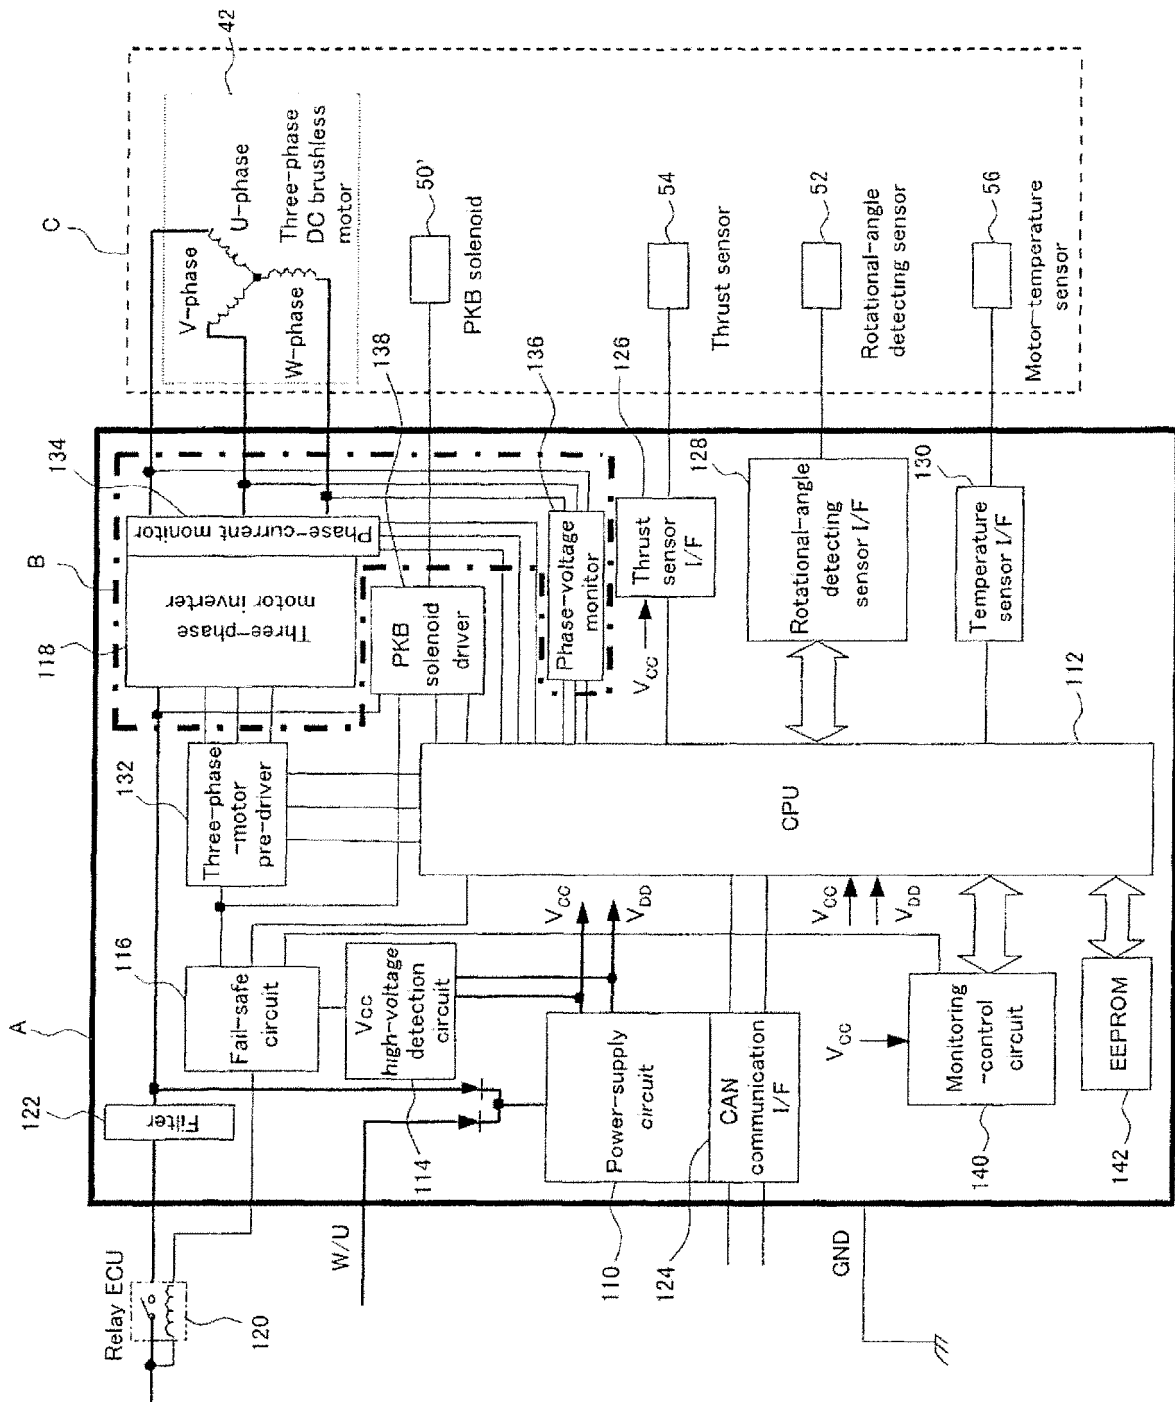 42
C
U-phase
V-phase
W-phase
Three-phase
DC brushless
motor
50'
PKB solenoid
54
Thrust sensor
52
Rotational-angle
detecting sensor
56
Motor-temperature
sensor
A
B
118
134
138
136
126
128
130
112
Three-phase
motor inverter
Phase-current monitor
PKB
solenoid
driver
Phase-voltage
monitor
VCC
Thrust
sensor
I/F
Rotational-angle
detecting
sensor I/F
Temperature
sensor I/F
132
Three-phase
-motor
pre-driver
CPU
116
Fail-safe
circuit
Vcc
high-voltage
detection
circuit
114
VCC
VDD
VCC
VDD
122
Filter
Power-supply
circuit
110
CAN
communication
I/F
124
VCC
Monitoring
-control
circuit
140
EEPROM
142
Relay ECU
120
W/U
GND